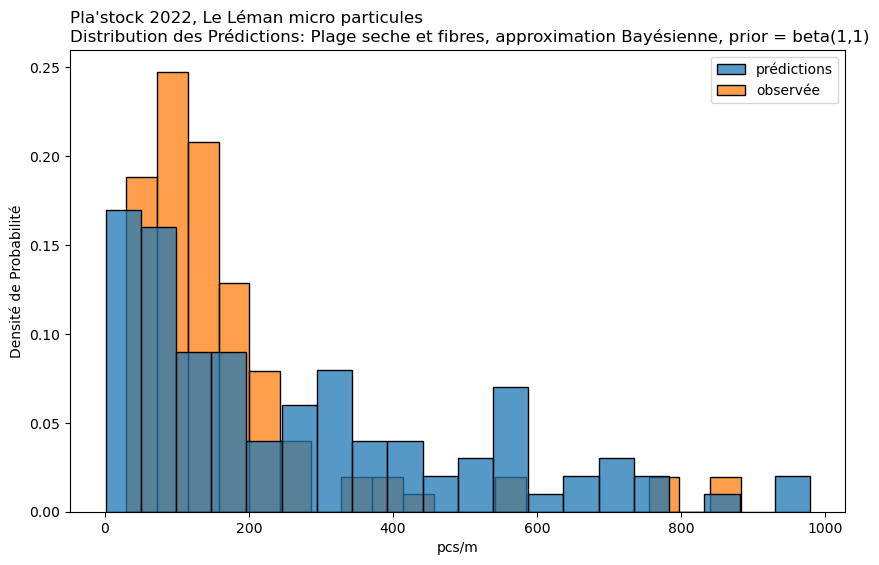 Pla'stock 2022, Le Léman micro particules
Distribution des Prédictions: Plage seche et fibres, approximation Bayésienne, prior = beta(1,1)
prédictions
observée
Densité de Probabilité
0.25
0.20
0.15
0.10
0.05
0.00
0 200 400 600 800 1000
pcs/m